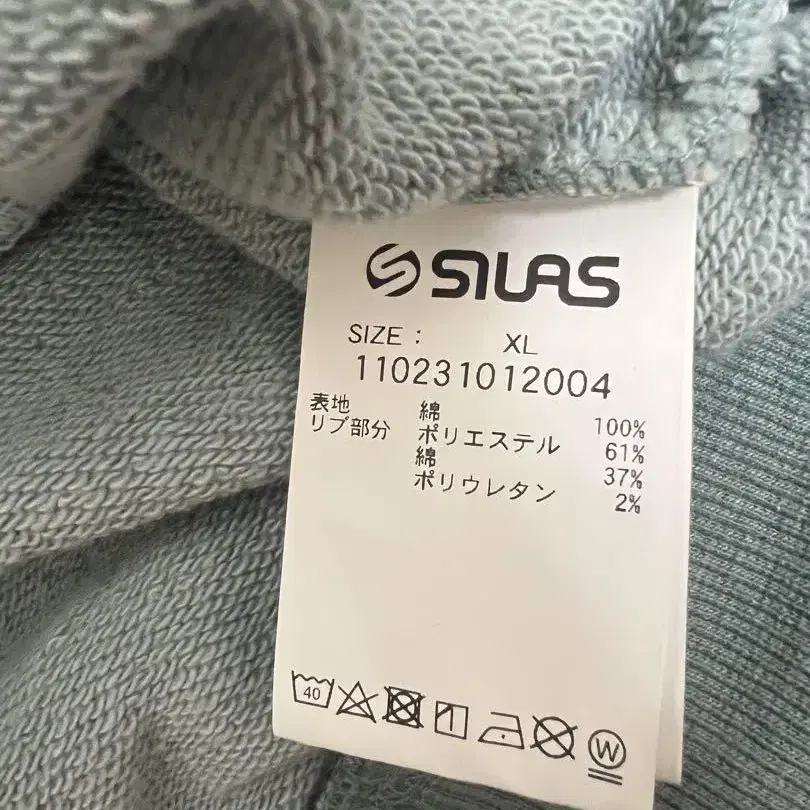 SILAS
SIZE : XL
110231012004
表地 綿 100%
リブ部分 ポリエステル 61%
綿 37%
ポリウレタン 2%
40
W